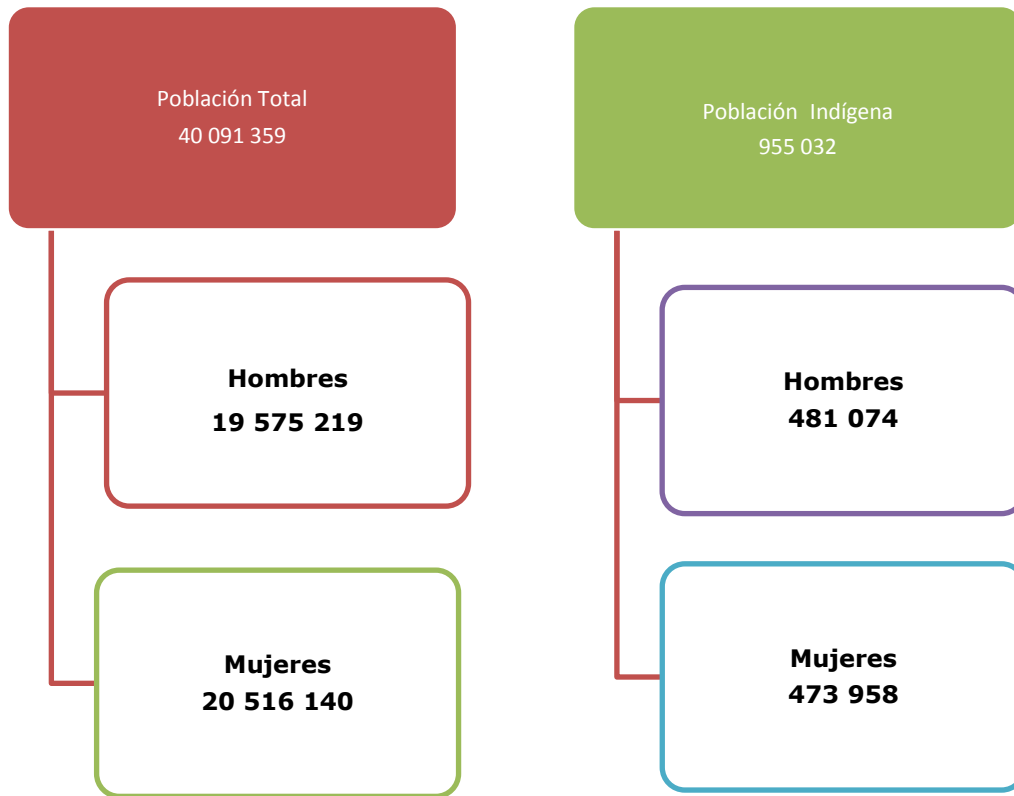 Población Total
40 091 359
Hombres
19 575 219
Mujeres
20 516 140
Población Indígena
955 032
Hombres
481 074
Mujeres
473 958